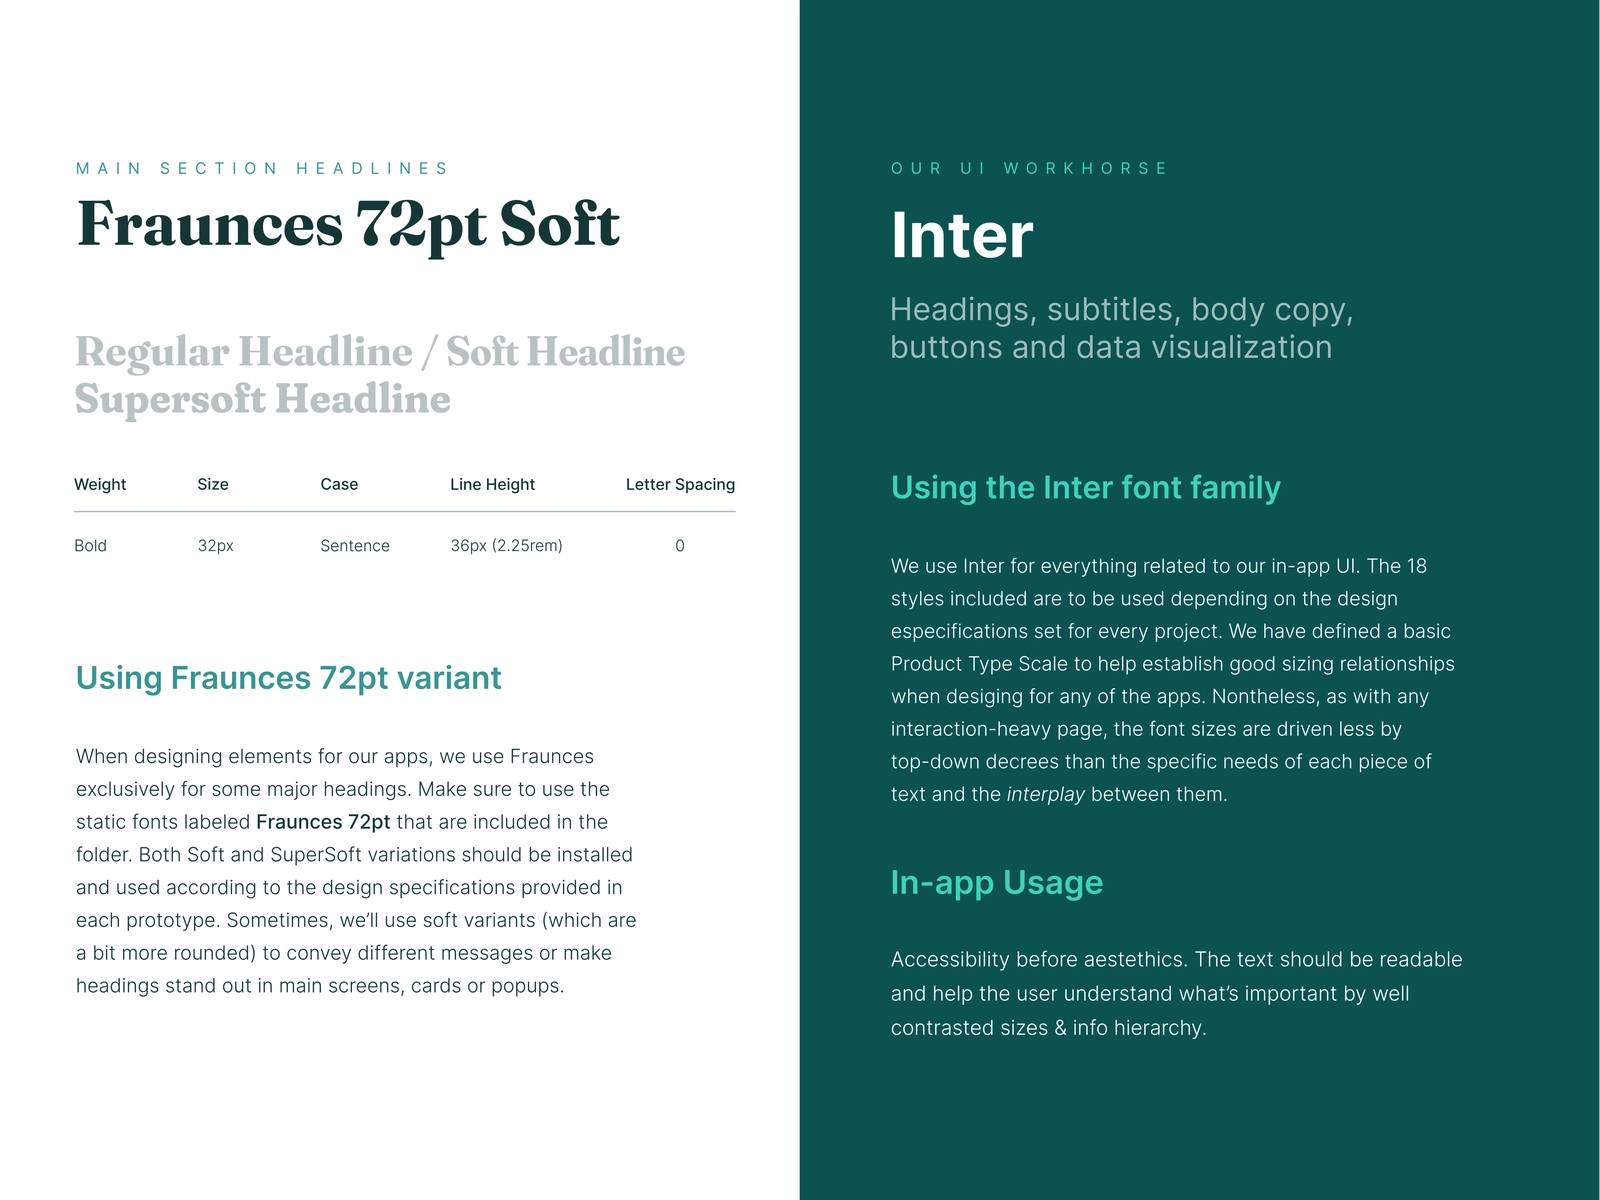 MAIN SECTION HEADLINES
Fraunces 72pt Soft
Regular Headline / Soft Headline
Supersoft Headline
Weight Size Case Line Height Letter Spacing
Bold 32px Sentence 36px (2.25rem) 0
Using Fraunces 72pt variant
When designing elements for our apps, we use Fraunces
exclusively for some major headings. Make sure to use the
static fonts labeled Fraunces 72pt that are included in the
folder. Both Soft and SuperSoft variations should be installed
and used according to the design specifications provided in
each prototype. Sometimes, we’ll use soft variants (which are
a bit more rounded) to convey different messages or make
headings stand out in main screens, cards or popups.
OUR UI WORKHORSE
Inter
Headings, subtitles, body copy,
buttons and data visualization
Using the Inter font family
We use Inter for everything related to our in-app UI. The 18
styles included are to be used depending on the design
especifications set for every project. We have defined a basic
Product Type Scale to help establish good sizing relationships
when desiging for any of the apps. Nontheless, as with any
interaction-heavy page, the font sizes are driven less by
top-down decrees than the specific needs of each piece of
text and the interplay between them.
In-app Usage
Accessibility before aestethics. The text should be readable
and help the user understand what’s important by well
contrasted sizes & info hierarchy.